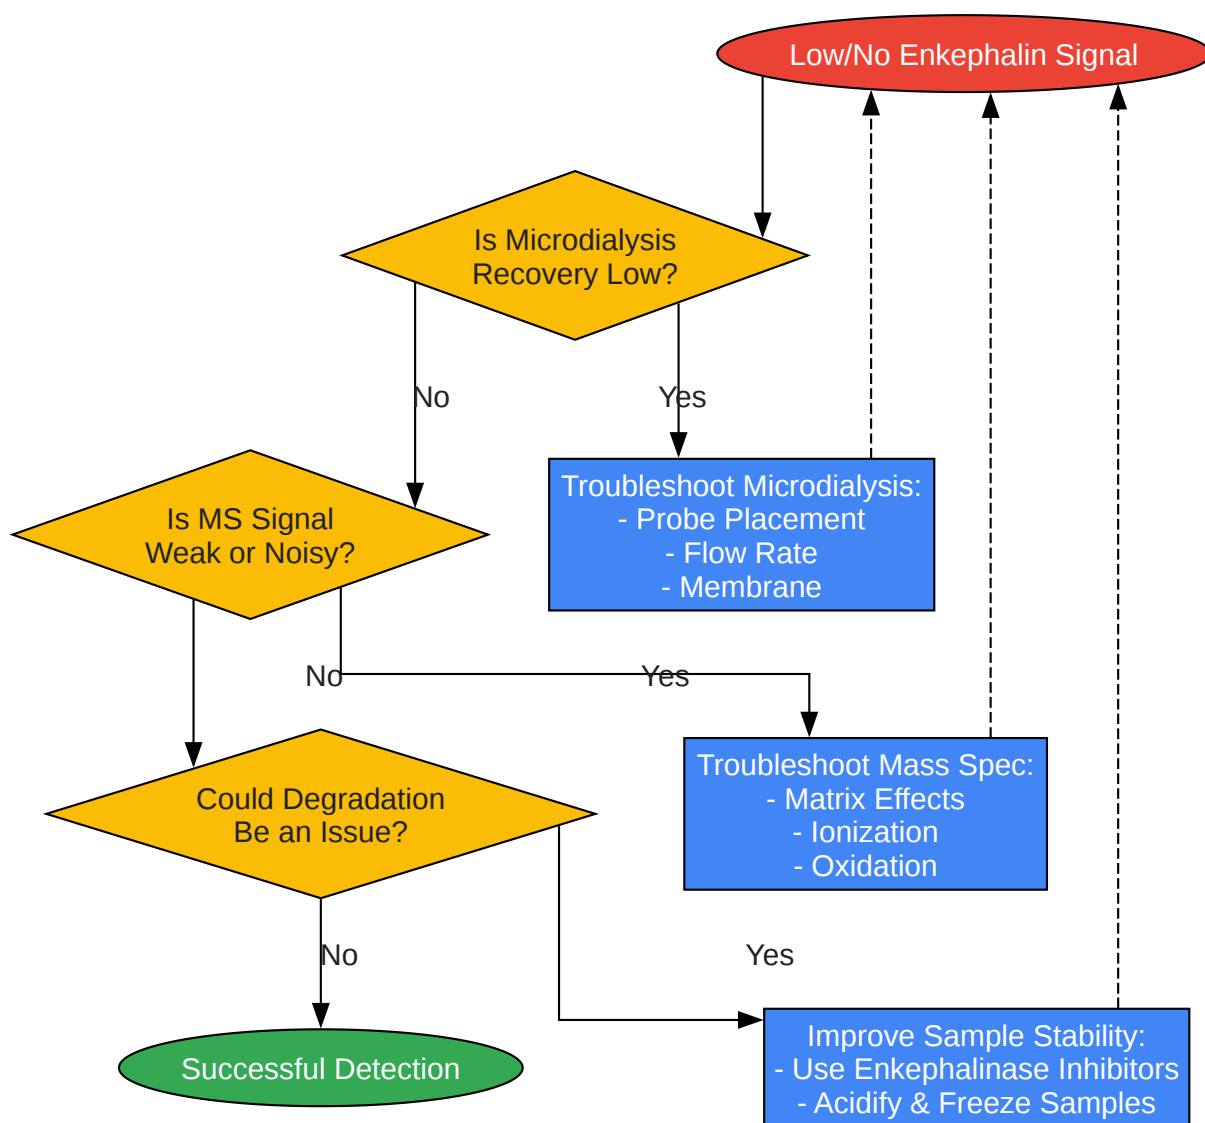 Low/No Enkephalin Signal
Is Microdialysis
Recovery Low?
No
Yes
Troubleshoot Microdialysis:
- Probe Placement
- Flow Rate
- Membrane
Is MS Signal
Weak or Noisy?
No
Yes
Troubleshoot Mass Spec:
- Matrix Effects
- Ionization
- Oxidation
Could Degradation
Be an Issue?
No
Yes
Successful Detection
Improve Sample Stability:
- Use Enkephalinase Inhibitors
- Acidify & Freeze Samples